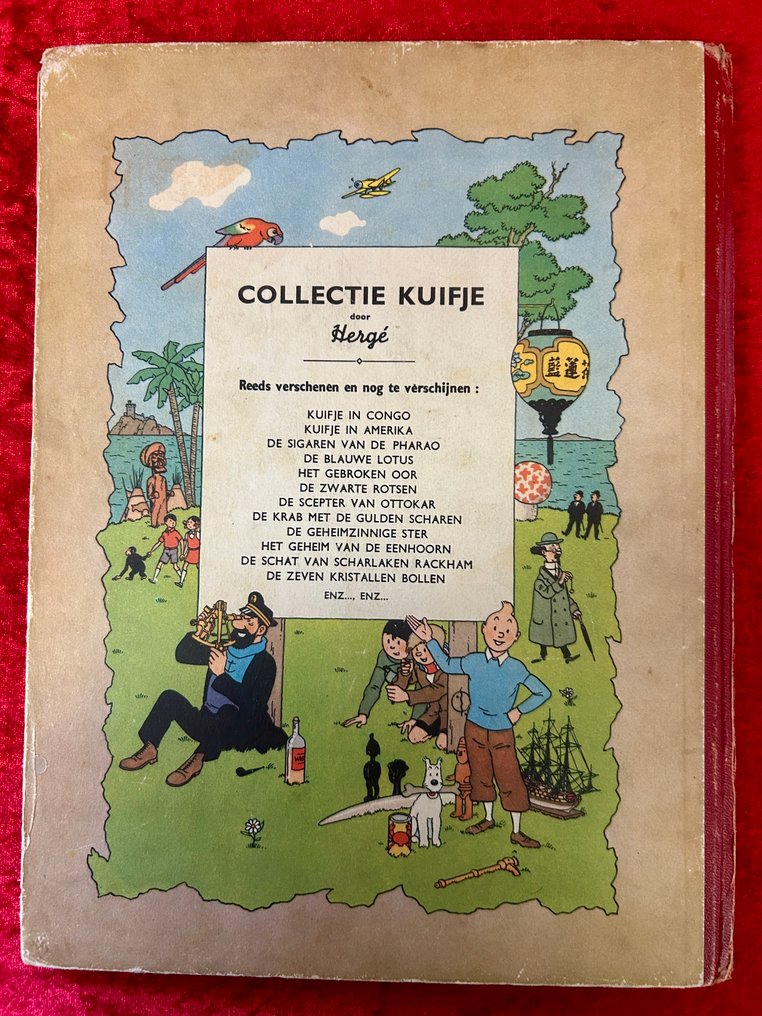 COLLECTIE KUIFJE
door
Hergé
Reeds verschenen en nog te verschijnen :
KUIFJE IN CONGO
KUIFJE IN AMERIKA
DE SIGAREN VAN DE PHARAO
DE BLAUWE LOTUS
HET GEBROKEN OOR
DE ZWARTE ROTSEN
DE SCEPTER VAN OTTOKAR
DE KRAB MET DE GULDEN SCHAREN
DE GEHEIMZINNIGE STER
HET GEHEIM VAN DE EENHOORN
DE SCHAT VAN SCHARLAKEN RACKHAM
DE ZEVEN KRISTALLEN BOLLEN
ENZ..., ENZ...
藍蓮